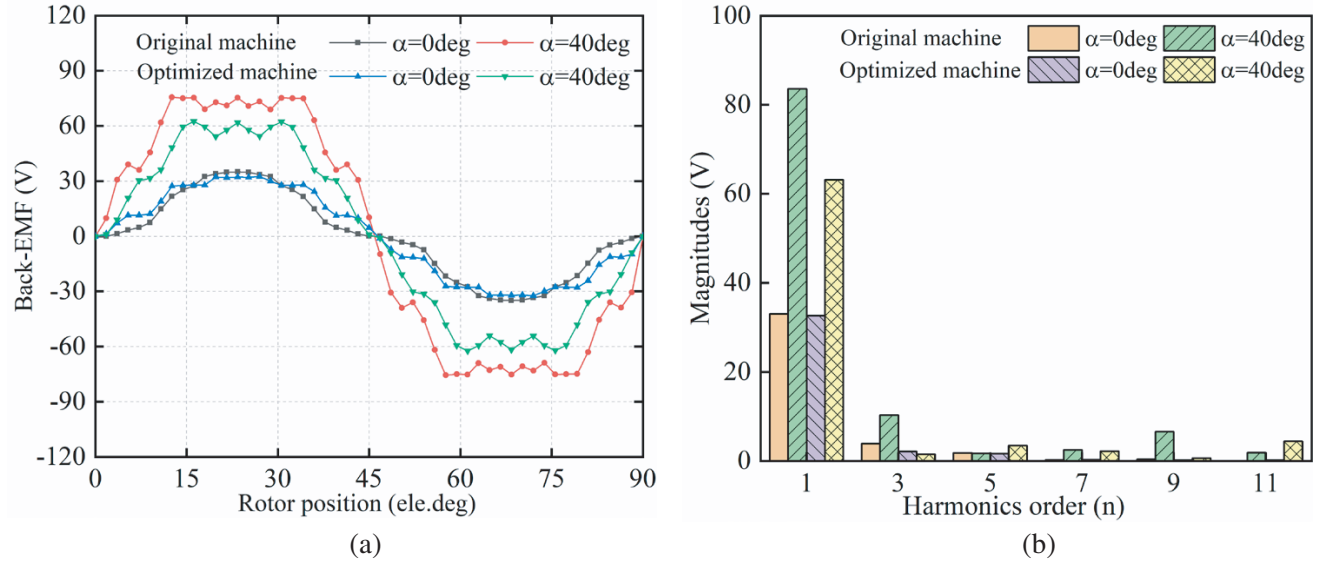 120
90
60
30
0
-30
-60
-90
-120
Back-EMF (V)
Original machine α=0deg α=40deg
Optimized machine α=0deg α=40deg
0 15 30 45 60 75 90
Rotor position (ele.deg)
(a)
100
80
60
40
20
0
Magnitudes (V)
Original machine α=0deg α=40deg
Optimized machine α=0deg α=40deg
1 3 5 7 9 11
Harmonics order (n)
(b)